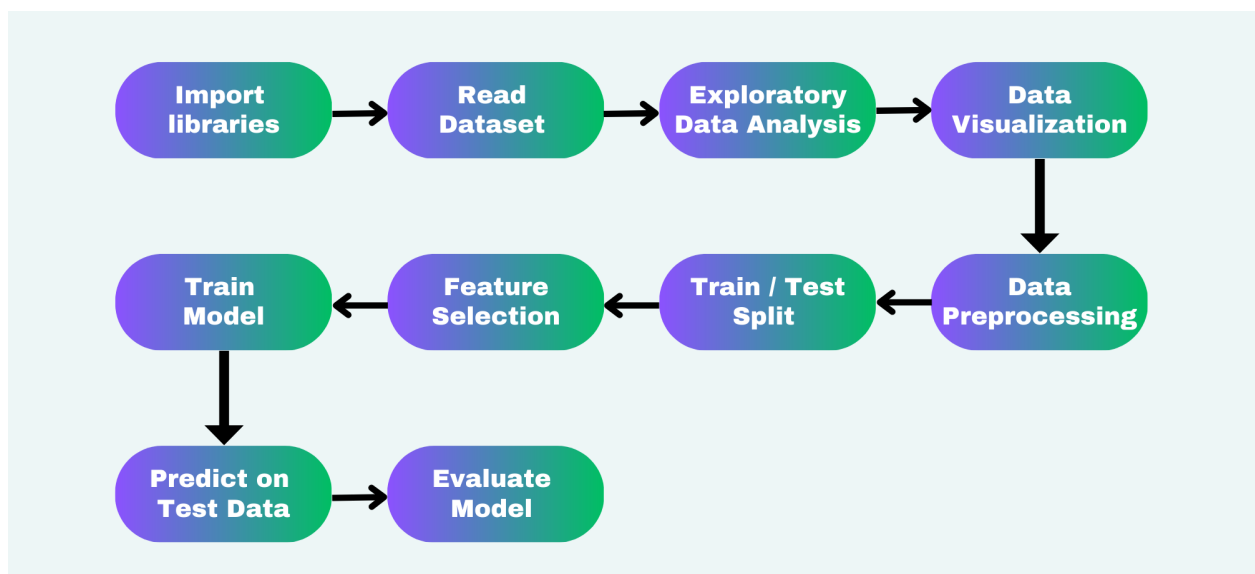 Import
libraries
Read
Dataset
Exploratory
Data Analysis
Data
Visualization
Data
Preprocessing
Train / Test
Split
Feature
Selection
Train
Model
Predict on
Test Data
Evaluate
Model